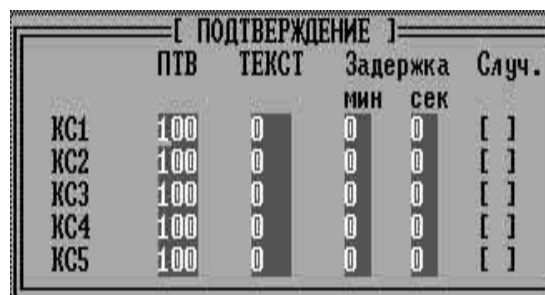 [ ПОДТВЕРЖДЕНИЕ ]
ПТВ ТЕКСТ Задержка Случ.
мин сек
КС1 100 0 0 0 [ ]
КС2 100 0 0 0 [ ]
КС3 100 0 0 0 [ ]
КС4 100 0 0 0 [ ]
КС5 100 0 0 0 [ ]